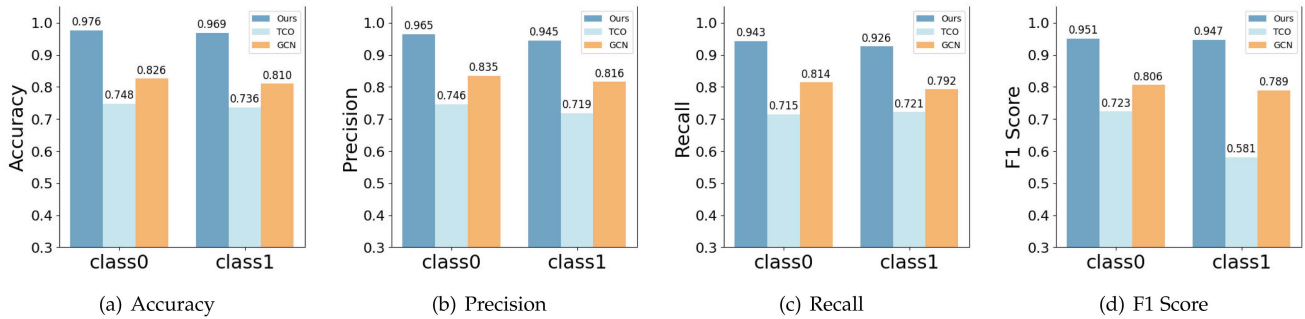 0.976
0.969
0.748
0.736
0.826
0.810
Ours
TCO
GCN
1.0
0.9
0.8
0.7
0.6
0.5
0.4
0.3
Accuracy
class0
class1
(a) Accuracy
0.965
0.945
0.746
0.719
0.835
0.816
Ours
TCO
GCN
1.0
0.9
0.8
0.7
0.6
0.5
0.4
0.3
Precision
class0
class1
(b) Precision
0.943
0.926
0.715
0.721
0.814
0.792
Ours
TCO
GCN
1.0
0.9
0.8
0.7
0.6
0.5
0.4
0.3
Recall
class0
class1
(c) Recall
0.951
0.947
0.723
0.581
0.806
0.789
Ours
TCO
GCN
1.0
0.9
0.8
0.7
0.6
0.5
0.4
0.3
F1 Score
class0
class1
(d) F1 Score